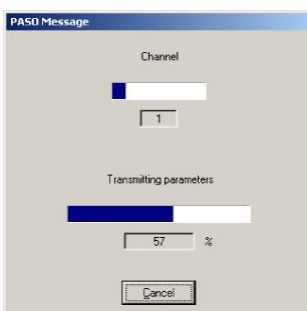 PASO Message
Channel
1
Transmitting parameters
57 %
Cancel